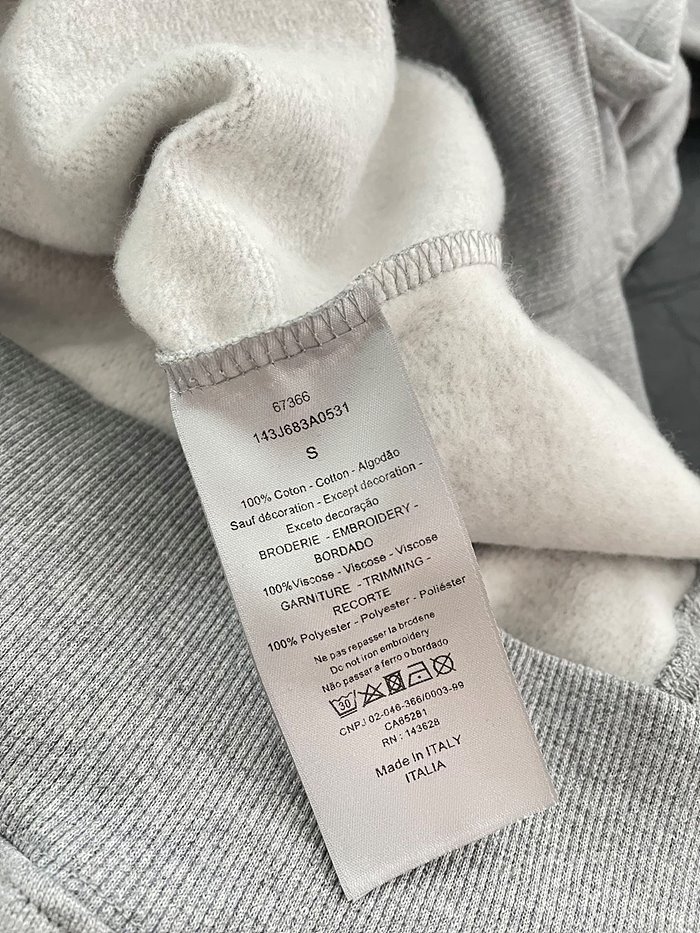 67366
143J683A0531
S
100% Coton - Cotton - Algodão
Sauf décoration - Except decoration -
Exceto decoração
BRODERIE - EMBROIDERY -
BORDADO
100%Viscose - Viscose - Viscose
GARNITURE - TRIMMING -
RECORTE
100% Polyester - Polyester - Poliéster
Ne pas repasser la broderie
Do not iron embroidery
Não passar a ferro o bordado
30
CNPJ 02-046-366/0003-99
CA65281
RN : 143628
Made in ITALY
ITALIA